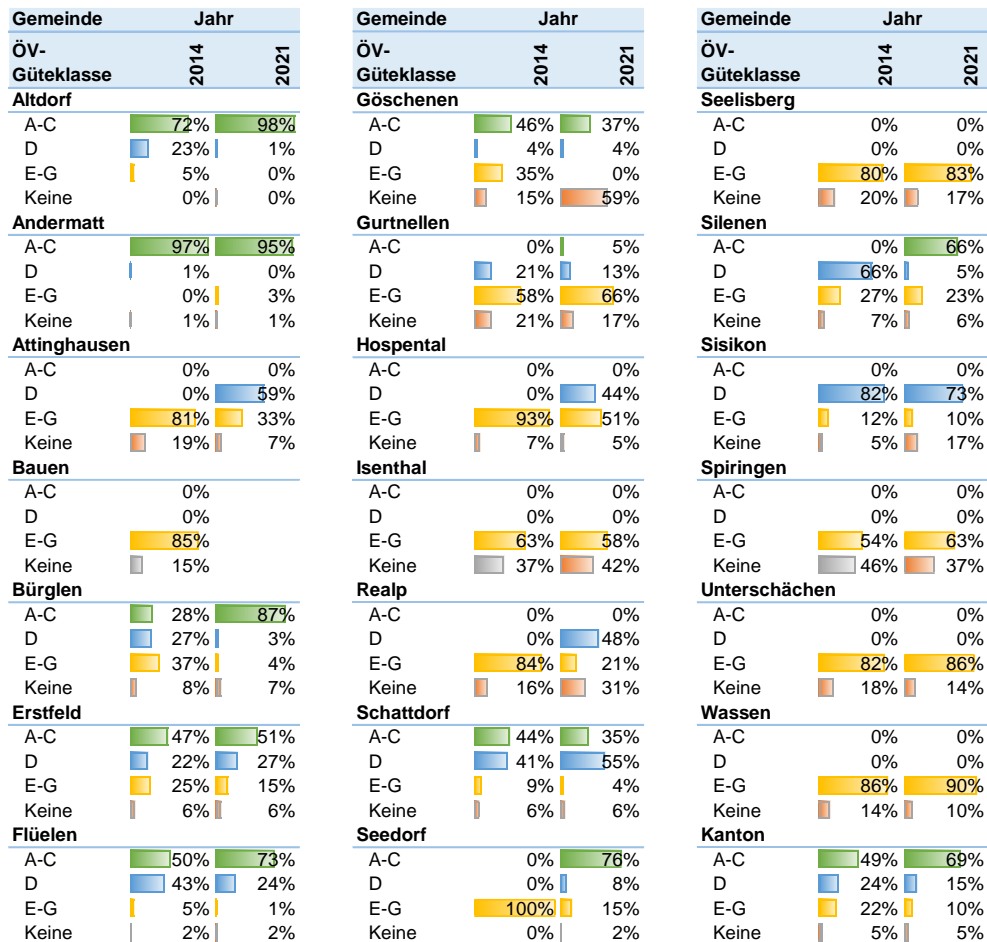 Gemeinde Jahr
ÖV-
Güteklasse 2014 2021
Altdorf
A-C 72% 98%
D 23% 1%
E-G 5% 0%
Keine 0% 0%
Andermatt
A-C 97% 95%
D 1% 0%
E-G 0% 3%
Keine 1% 1%
Attinghausen
A-C 0% 0%
D 0% 59%
E-G 81% 33%
Keine 19% 7%
Bauen
A-C 0%
D 0%
E-G 85%
Keine 15%
Bürglen
A-C 28% 87%
D 27% 3%
E-G 37% 4%
Keine 8% 7%
Erstfeld
A-C 47% 51%
D 22% 27%
E-G 25% 15%
Keine 6% 6%
Flüelen
A-C 50% 73%
D 43% 24%
E-G 5% 1%
Keine 2% 2%
Gemeinde Jahr
ÖV-
Güteklasse 2014 2021
Göschenen
A-C 46% 37%
D 4% 4%
E-G 35% 0%
Keine 15% 59%
Gurtnellen
A-C 0% 5%
D 21% 13%
E-G 58% 66%
Keine 21% 17%
Hospental
A-C 0% 0%
D 0% 44%
E-G 93% 51%
Keine 7% 5%
Isenthal
A-C 0% 0%
D 0% 0%
E-G 63% 58%
Keine 37% 42%
Realp
A-C 0% 0%
D 0% 48%
E-G 84% 21%
Keine 16% 31%
Schattdorf
A-C 44% 35%
D 41% 55%
E-G 9% 4%
Keine 6% 6%
Seedorf
A-C 0% 76%
D 0% 8%
E-G 100% 15%
Keine 0% 2%
Gemeinde Jahr
ÖV-
Güteklasse 2014 2021
Seelisberg
A-C 0% 0%
D 0% 0%
E-G 80% 83%
Keine 20% 17%
Silenen
A-C 0% 66%
D 66% 5%
E-G 27% 23%
Keine 7% 6%
Sisikon
A-C 0% 0%
D 82% 73%
E-G 12% 10%
Keine 5% 17%
Spiringen
A-C 0% 0%
D 0% 0%
E-G 54% 63%
Keine 46% 37%
Unterschächen
A-C 0% 0%
D 0% 0%
E-G 82% 86%
Keine 18% 14%
Wassen
A-C 0% 0%
D 0% 0%
E-G 86% 90%
Keine 14% 10%
Kanton
A-C 49% 69%
D 24% 15%
E-G 22% 10%
Keine 5% 5%